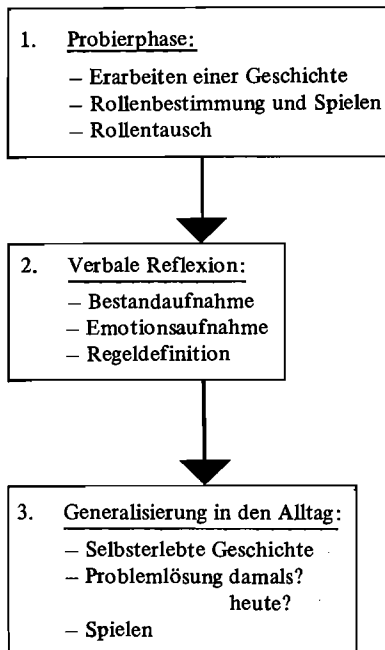 1. Probierphase:
– Erarbeiten einer Geschichte
– Rollenbestimmung und Spielen
– Rollentausch
2. Verbale Reflexion:
– Bestandaufnahme
– Emotionsaufnahme
– Regeldefinition
3. Generalisierung in den Alltag:
– Selbsterlebte Geschichte
– Problemlösung damals?
heute?
– Spielen